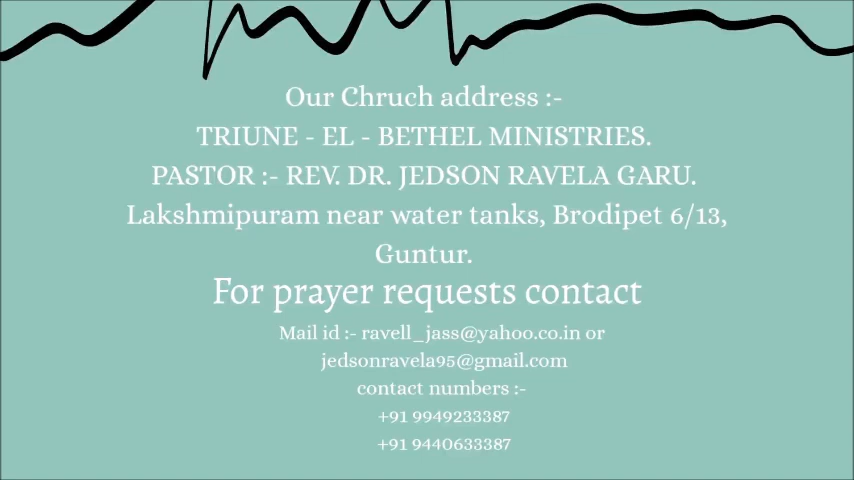 Our Chruch address :-
TRIUNE - EL - BETHEL MINISTRIES.
PASTOR :- REV. DR. JEDSON RAVELA GARU.
Lakshmipuram near water tanks, Brodipet 6/13,
Guntur.
For prayer requests contact
Mail id :- ravell_jass@yahoo.co.in or
jedsonravela95@gmail.com
contact numbers :-
+91 9949233387
+91 9440633387